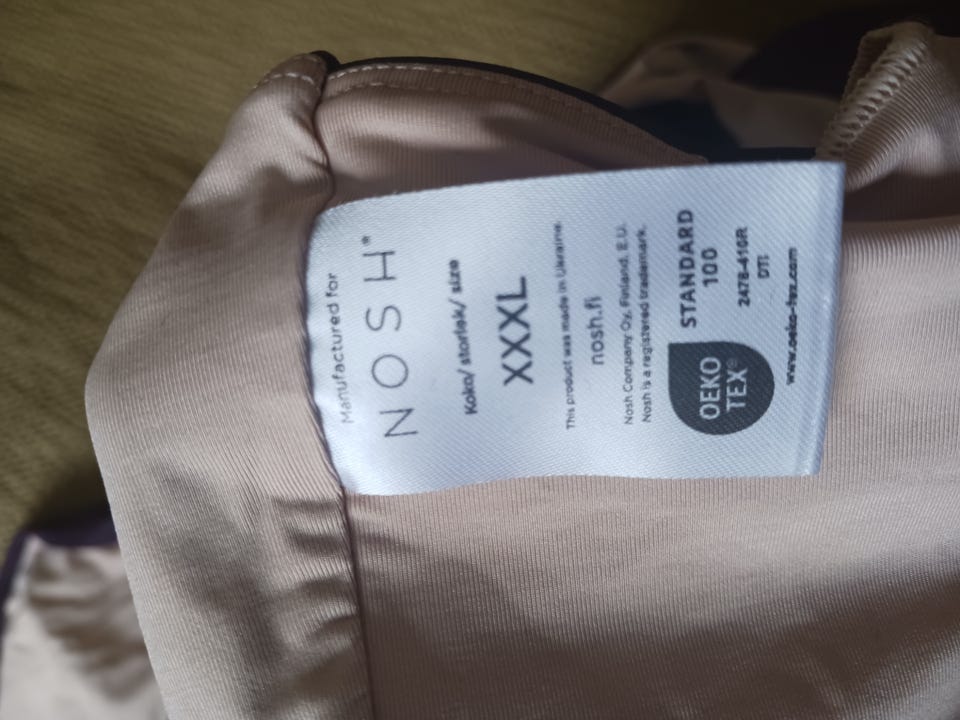 Manufactured for
NOSH®
Koko/ storlek/ size
XXXL
This product was made in Ukraine.
nosh.fi
Nosh Company Oy, Finland, E.U.
Nosh is a registered trademark.
OEKO
TEX®
STANDARD
100
2478-410R
DTI
www.oeko-tex.com